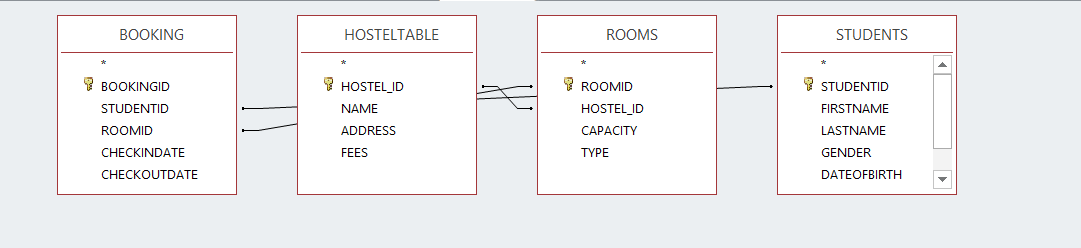 BOOKING
*
BOOKINGID
STUDENTID
ROOMID
CHECKINDATE
CHECKOUTDATE
HOSTELTABLE
HOSTEL_ID
NAME
ADDRESS
FEES
ROOMS
*
ROOMID
HOSTEL_ID
CAPACITY
TYPE
STUDENTS
*
STUDENTID
FIRSTNAME
LASTNAME
GENDER
DATEOFBIRTH